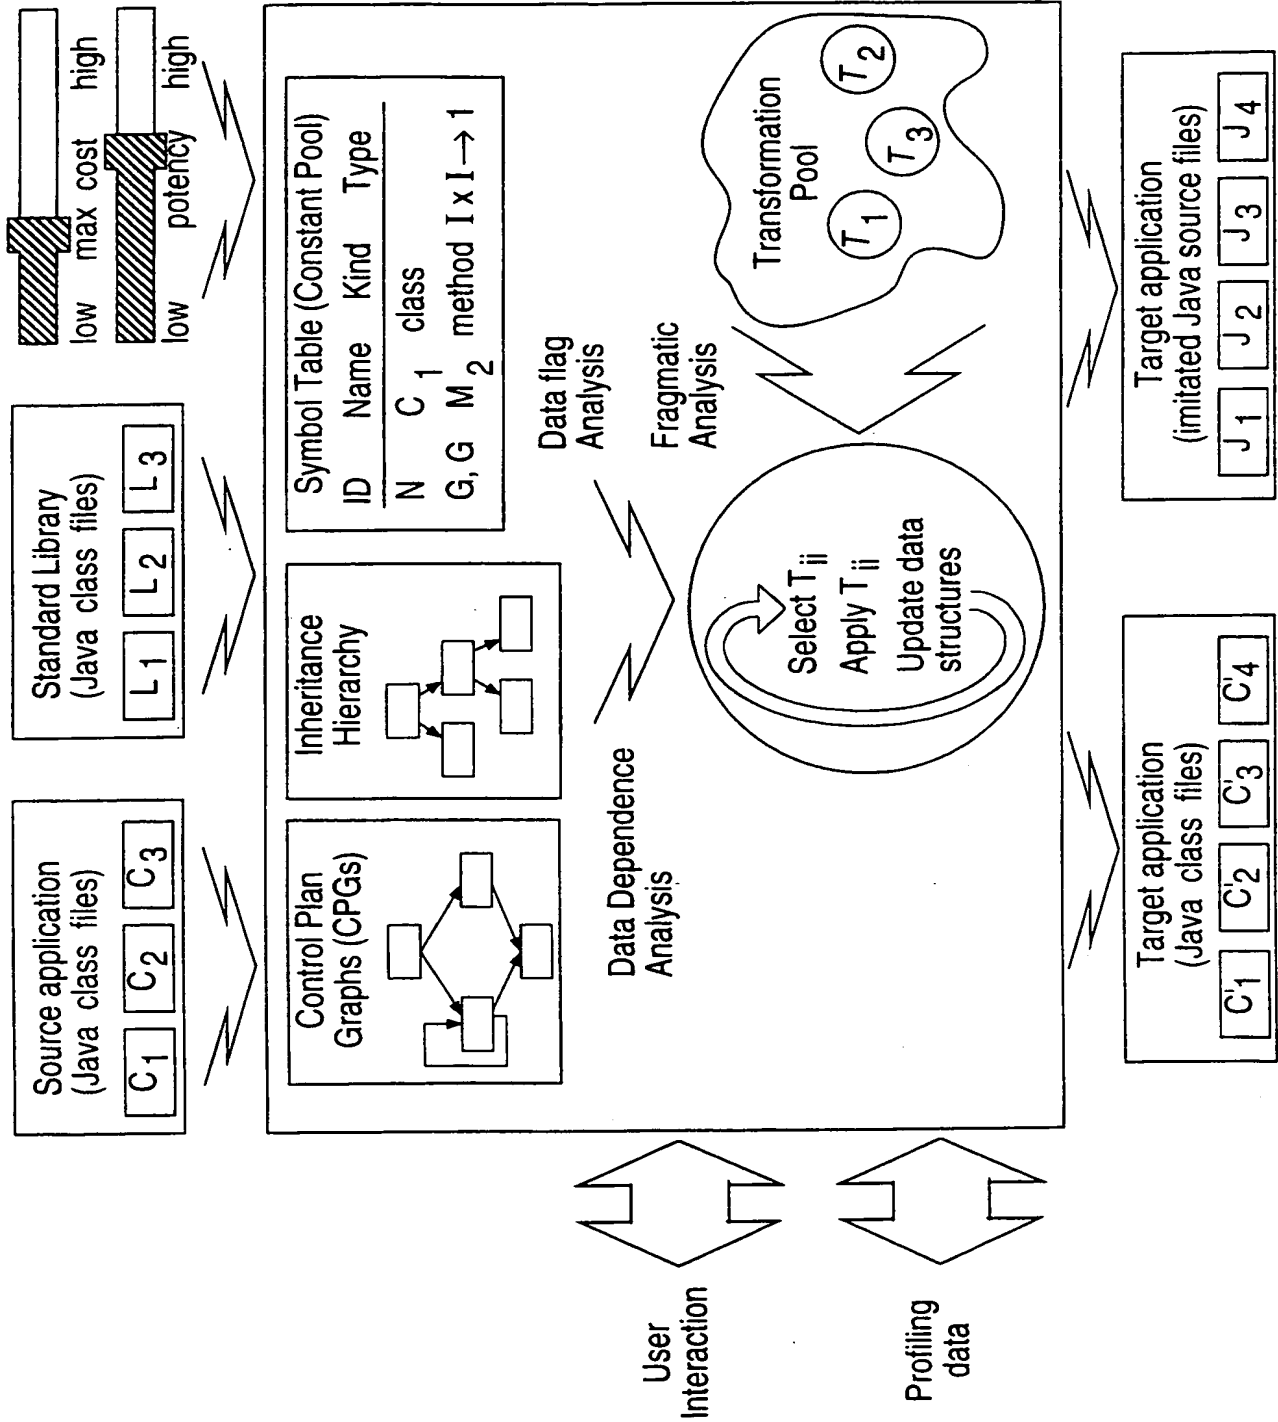 Source application
(Java class files)
C1 C2 C3
Standard Library
(Java class files)
L1 L2 L3
low max cost high
low potency high
Control Plan
Graphs (CPGs)
Inheritance
Hierarchy
Symbol Table (Constant Pool)
ID Name Kind Type
N C1 class
G, G M2 method I x I→1
Data Dependence
Analysis
Data flag
Analysis
Fragmatic
Analysis
Select Tii
Apply Tii
Update data
structures
Transformation
Pool
T1
T3
T2
User
Interaction
Profiling
data
Target application
(Java class files)
C'1 C'2 C'3 C'4
Target application
(imitated Java source files)
J1 J2 J3 J4